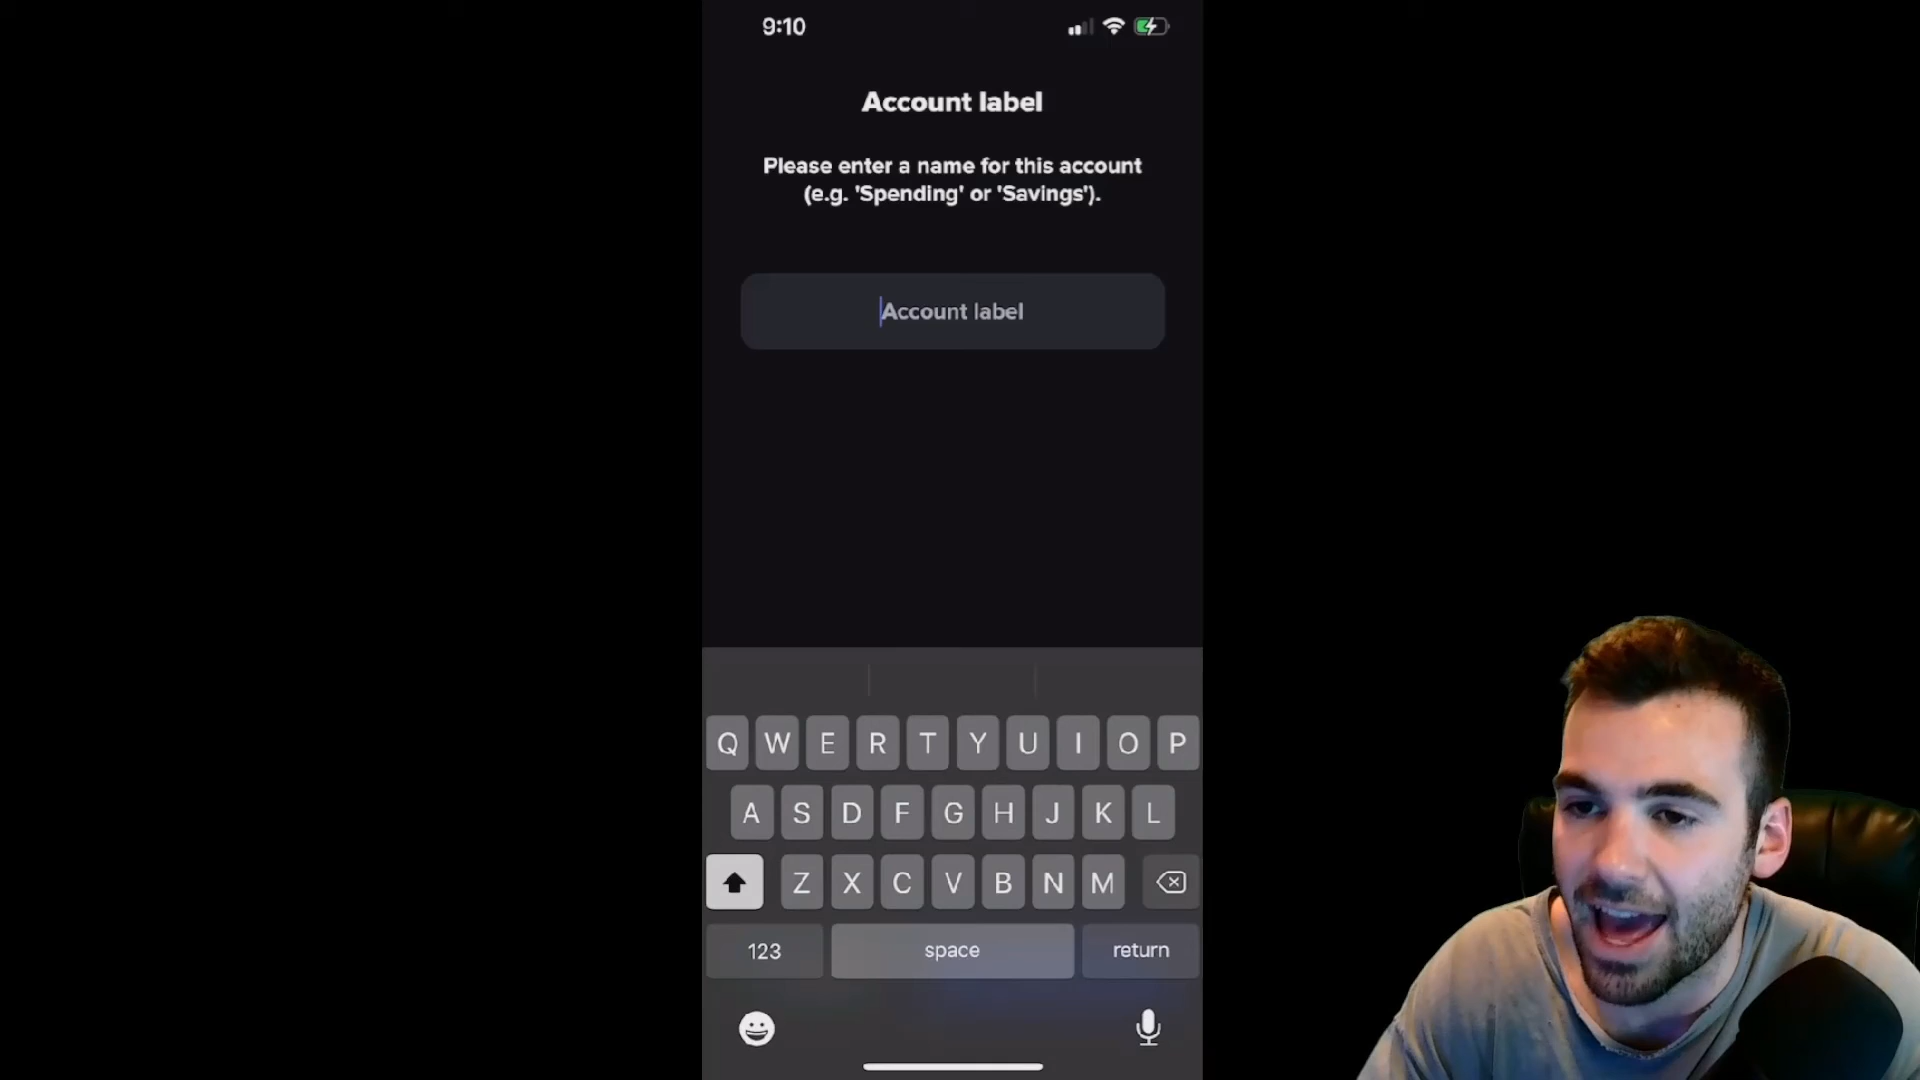 9:10
Account label
Please enter a name for this account
(e.g. 'Spending' or 'Savings').
Account label
Q W E R T Y U I O P
A S D F G H J K L
Z X C V B N M
123 space return